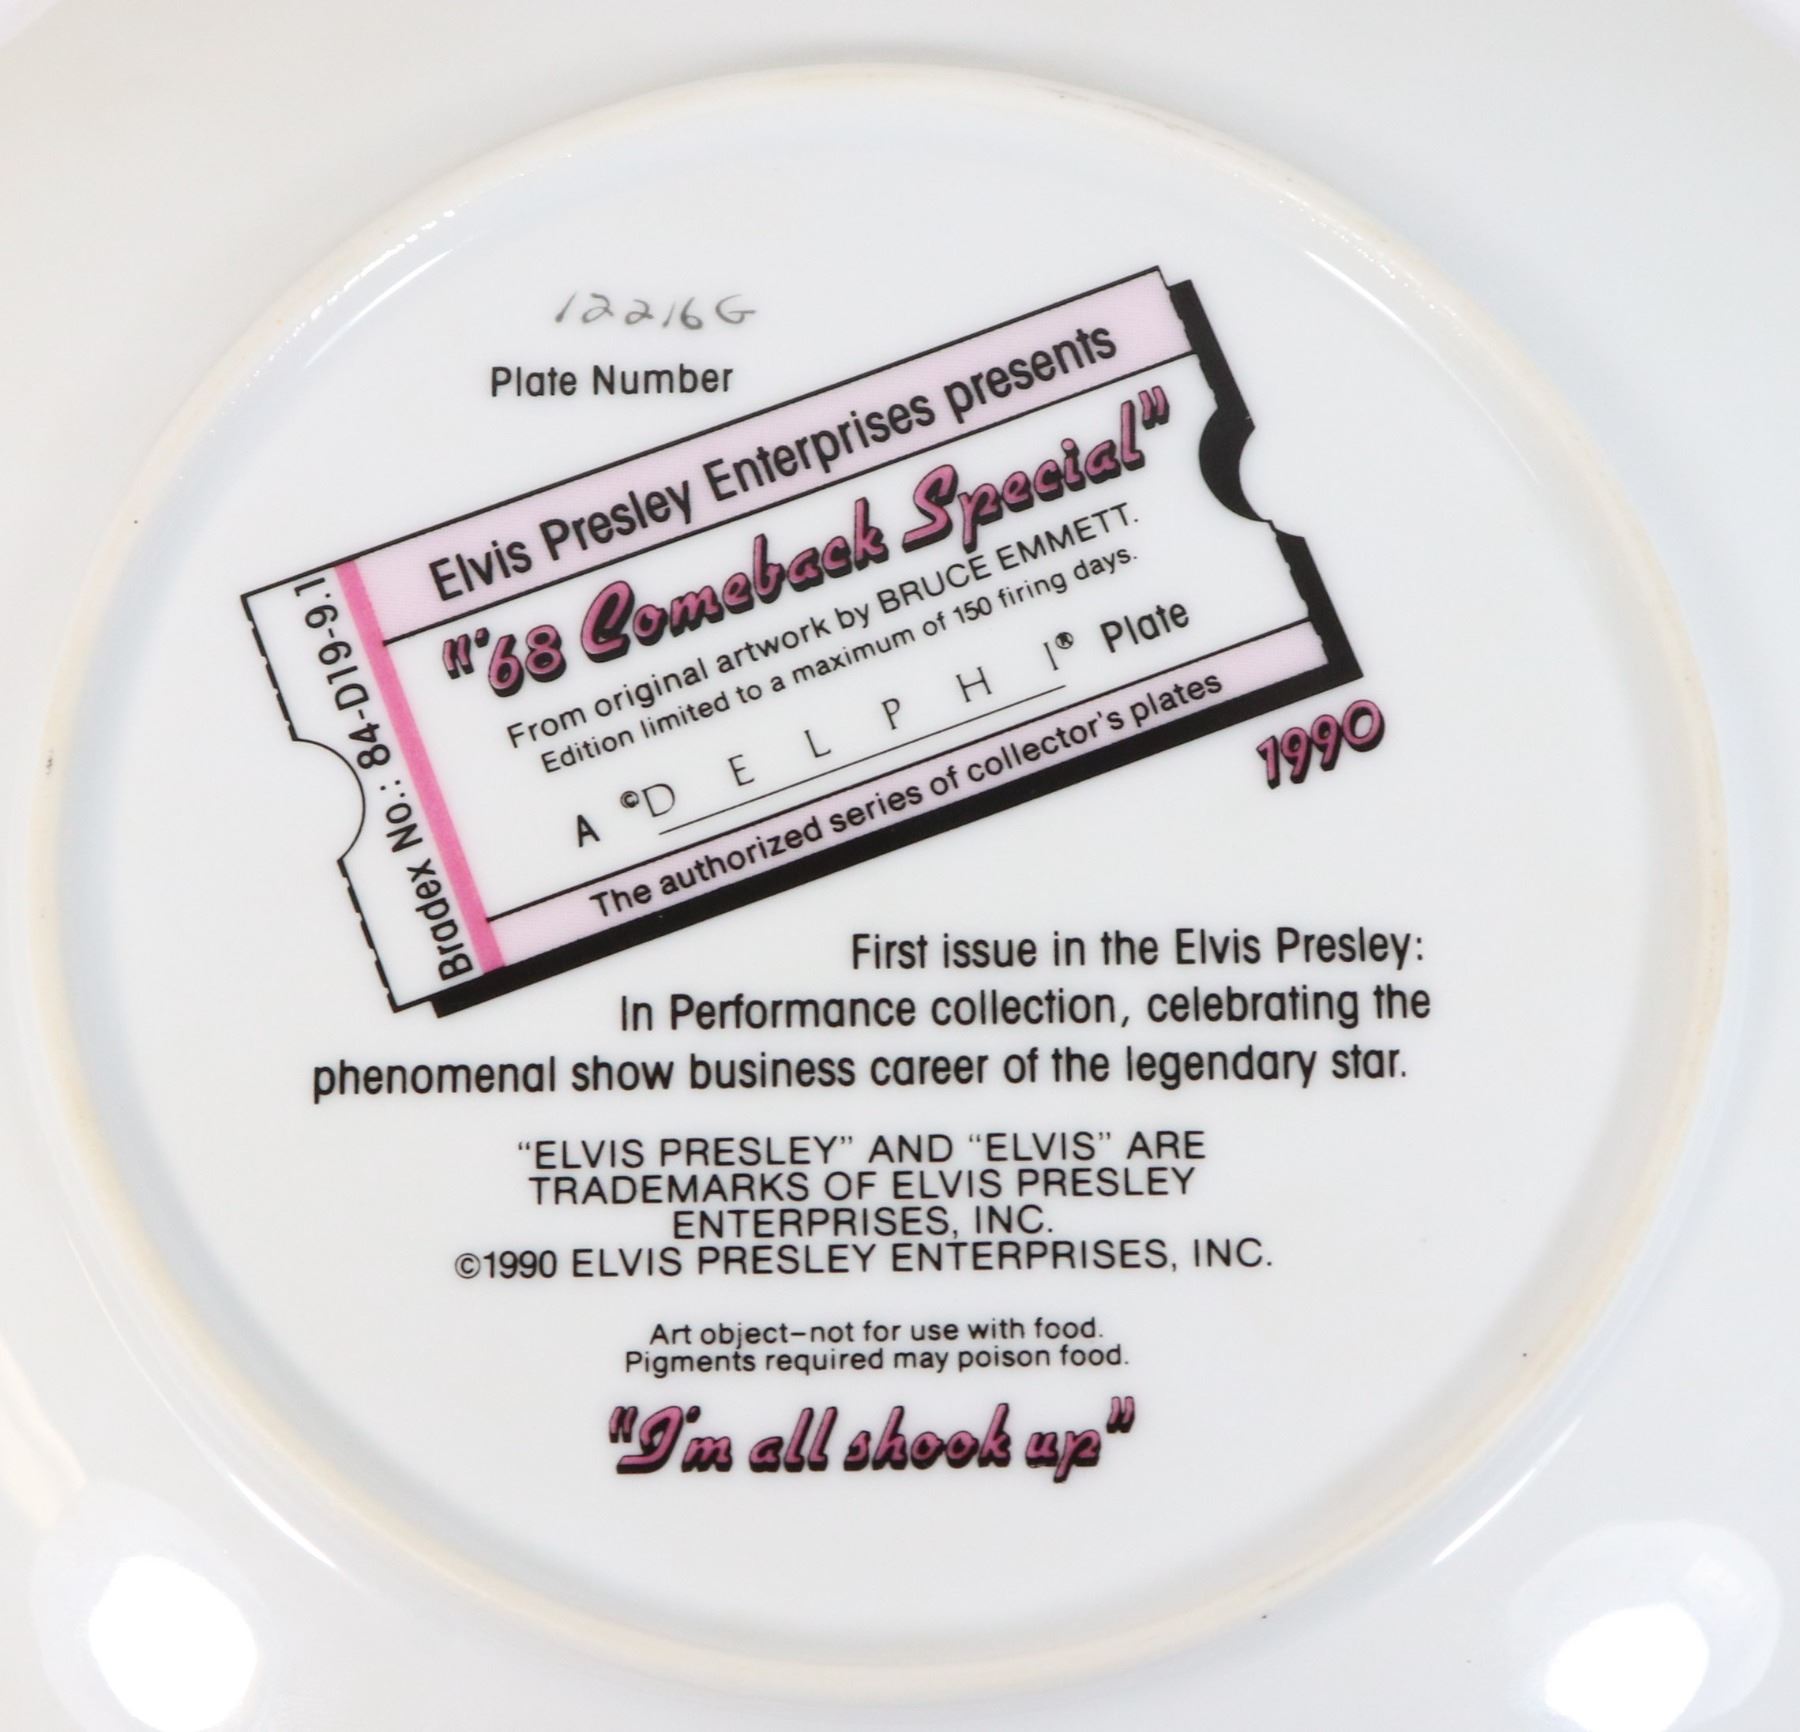 12216G
Plate Number
Elvis Presley Enterprises presents
"'68 Comeback Special"
From original artwork by BRUCE EMMETT.
Edition limited to a maximum of 150 firing days.
A ©DELPHI® Plate
The authorized series of collector's plates
Bradex No.: 84-D19-9.1
1990
First issue in the Elvis Presley:
In Performance collection, celebrating the
phenomenal show business career of the legendary star.
“ELVIS PRESLEY” AND “ELVIS” ARE
TRADEMARKS OF ELVIS PRESLEY
ENTERPRISES, INC.
©1990 ELVIS PRESLEY ENTERPRISES, INC.
Art object–not for use with food.
Pigments required may poison food.
"I'm all shook up"